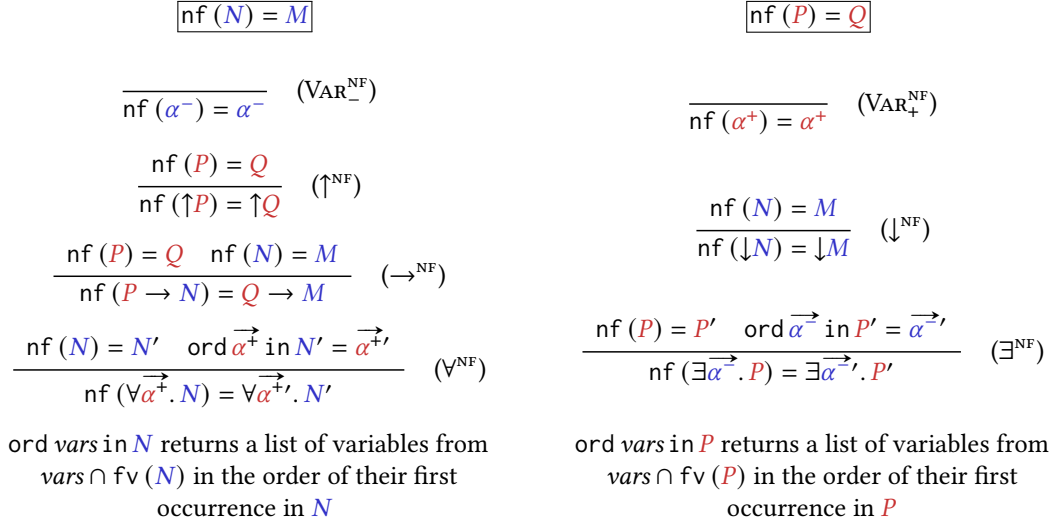 nf (N) = M
nf (α⁻) = α⁻ (Var₋ᴺᶠ)
nf (P) = Q
nf (↑P) = ↑Q (↑ᴺᶠ)
nf (P) = Q nf (N) = M
nf (P → N) = Q → M (→ᴺᶠ)
nf (N) = N′ ord α⁺⃗ in N′ = α⁺⃗′
nf (∀α⁺⃗. N) = ∀α⁺⃗′. N′ (∀ᴺᶠ)
ord vars in N returns a list of variables from
vars ∩ fv (N) in the order of their first
occurrence in N
nf (P) = Q
nf (α⁺) = α⁺ (Var₊ᴺᶠ)
nf (N) = M
nf (↓N) = ↓M (↓ᴺᶠ)
nf (P) = P′ ord α⁻⃗ in P′ = α⁻⃗′
nf (∃α⁻⃗. P) = ∃α⁻⃗′. P′ (∃ᴺᶠ)
ord vars in P returns a list of variables from
vars ∩ fv (P) in the order of their first
occurrence in P